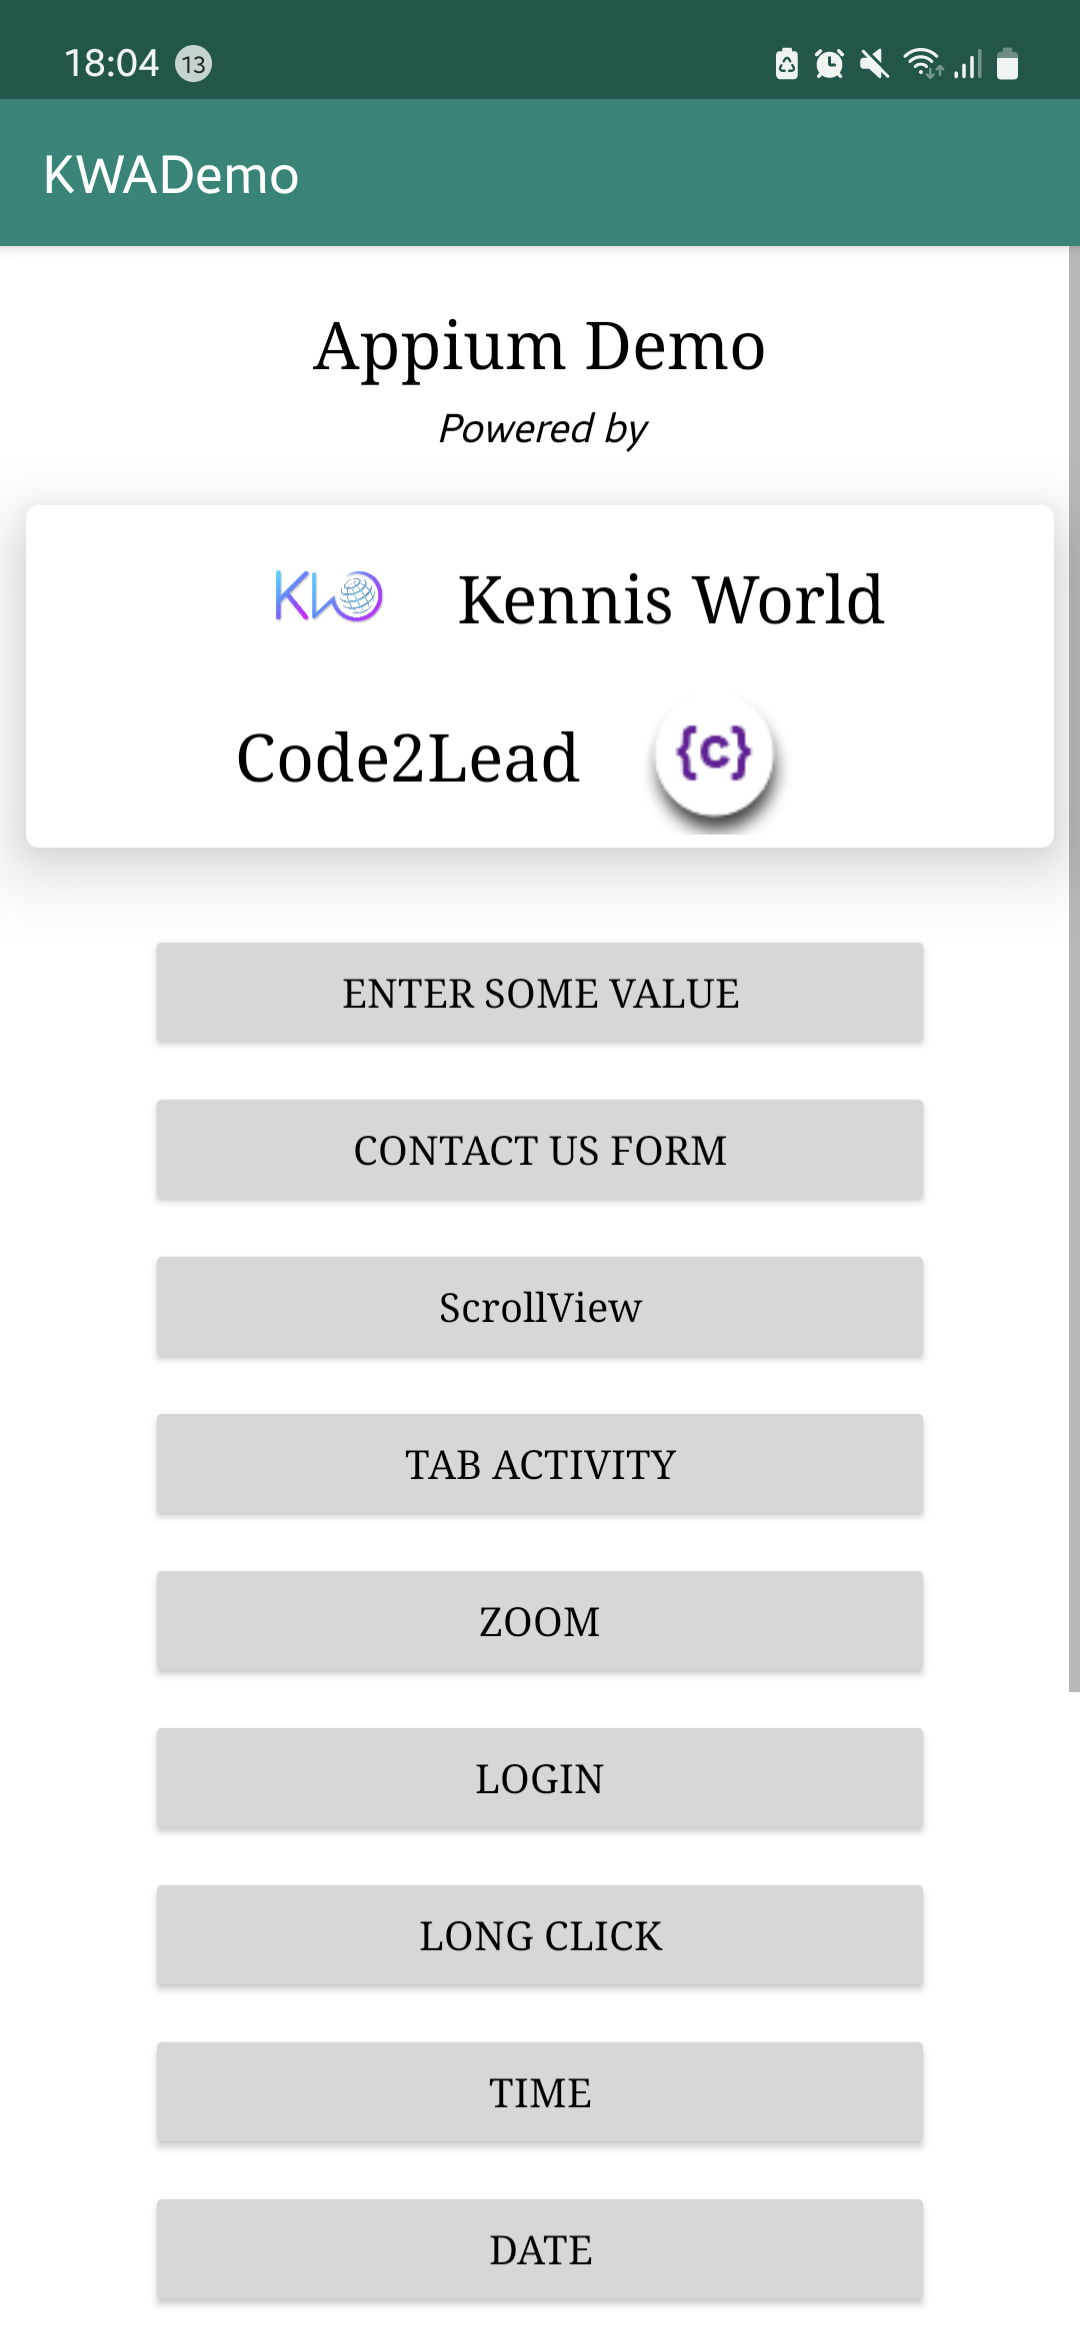 18:04 13
KWADemo
Appium Demo
Powered by
KW Kennis World
Code2Lead {c}
ENTER SOME VALUE
CONTACT US FORM
ScrollView
TAB ACTIVITY
ZOOM
LOGIN
LONG CLICK
TIME
DATE